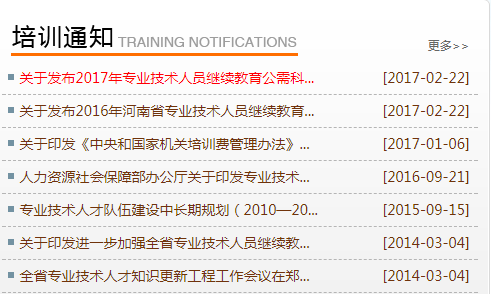 培训通知 TRAINING NOTIFICATIONS 更多>>
关于发布2017年专业技术人员继续教育公需科... [2017-02-22]
关于发布2016年河南省专业技术人员继续教育... [2017-02-22]
关于印发《中央和国家机关培训费管理办法》... [2017-01-06]
人力资源社会保障部办公厅关于印发专业技术... [2016-09-21]
专业技术人才队伍建设中长期规划（2010—20... [2015-09-15]
关于印发进一步加强全省专业技术人员继续教... [2014-03-04]
全省专业技术人才知识更新工程工作会议在郑... [2014-03-04]